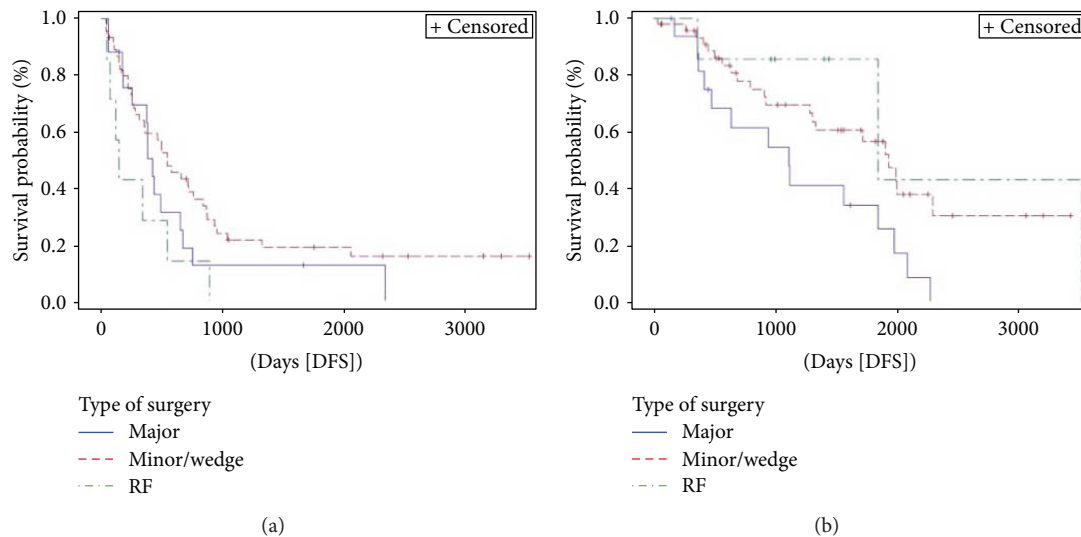 + Censored
Survival probability (%)
1.0
0.8
0.6
0.4
0.2
0.0
0 1000 2000 3000
(Days [DFS])
Type of surgery
Major
Minor/wedge
RF
(a)
+ Censored
Survival probability (%)
1.0
0.8
0.6
0.4
0.2
0.0
0 1000 2000 3000
(Days [DFS])
Type of surgery
Major
Minor/wedge
RF
(b)